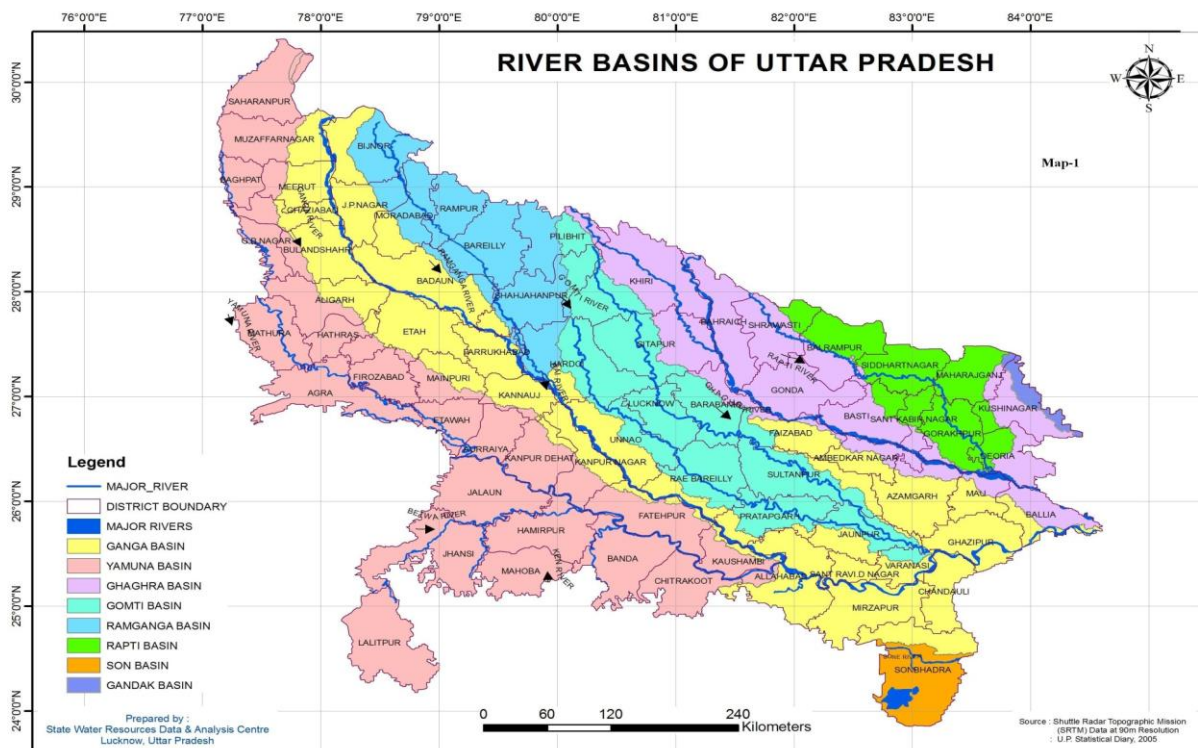 76°0'0"N
77°0'0"N
78°0'0"N
79°0'0"N
80°0'0"N
81°0'0"N
82°0'0"N
83°0'0"N
84°0'0"N
RIVER BASINS OF UTTAR PRADESH
N
W
E
S
Map-1
30°0'0"N
29°0'0"N
28°0'0"N
27°0'0"N
26°0'0"N
25°0'0"N
24°0'0"N
SAHARANPUR
MUZAFFARNAGAR
BIJNOR
BAGHPAT
MEERUT
GHAZIABAD
J.P.NAGAR
MORADABAD
RAMPUR
G.B.NAGAR
BULANDSHAHR
BAREILLY
PILIBHIT
BADAUN
RAMGANGA RIVER
GOMTI RIVER
KHIRI
SHAHJAHANPUR
ALIGARH
YAMUNA RIVER
MATHURA
HATHRAS
ETAH
FARRUKHABAD
HARDOI
SITAPUR
BAHRAICH
SHRAWASTI
BALRAMPUR
RAPTI RIVER
SIDDHARTNAGAR
MAHARAJGANJ
KUSHINAGAR
AGRA
FIROZABAD
MAINPURI
KANNAUJ
LUCKNOW
BARABANKI
GONDA
BASTI
SANT KABIR NAGAR
GORAKHPUR
DEORIA
ETAWAH
AURRAIYA
KANPUR DEHAT
KANPUR NAGAR
UNNAO
FAIZABAD
AMBEDKAR NAGAR
RAE BAREILLY
SULTANPUR
AZAMGARH
MAU
BALLIA
JALAUN
BETWA RIVER
HAMIRPUR
FATEHPUR
PRATAPGARH
JAUNPUR
GHAZIPUR
JHANSI
MAHOBA
KEN RIVER
BANDA
KAUSHAMBI
CHITRAKOOT
ALLAHABAD
SANT RAVI.D NAGAR
VARANASI
CHANDAULI
MIRZAPUR
LALITPUR
SONBHADRA
Legend
MAJOR_RIVER
DISTRICT BOUNDARY
MAJOR RIVERS
GANGA BASIN
YAMUNA BASIN
GHAGHRA BASIN
GOMTI BASIN
RAMGANGA BASIN
RAPTI BASIN
SON BASIN
GANDAK BASIN
Prepared by :
State Water Resources Data & Analysis Centre
Lucknow, Uttar Pradesh
0 60 120 240
Kilometers
Source : Shuttle Radar Topographic Mission
(SRTM) Data at 90m Resolution
: U.P. Statistical Diary, 2005